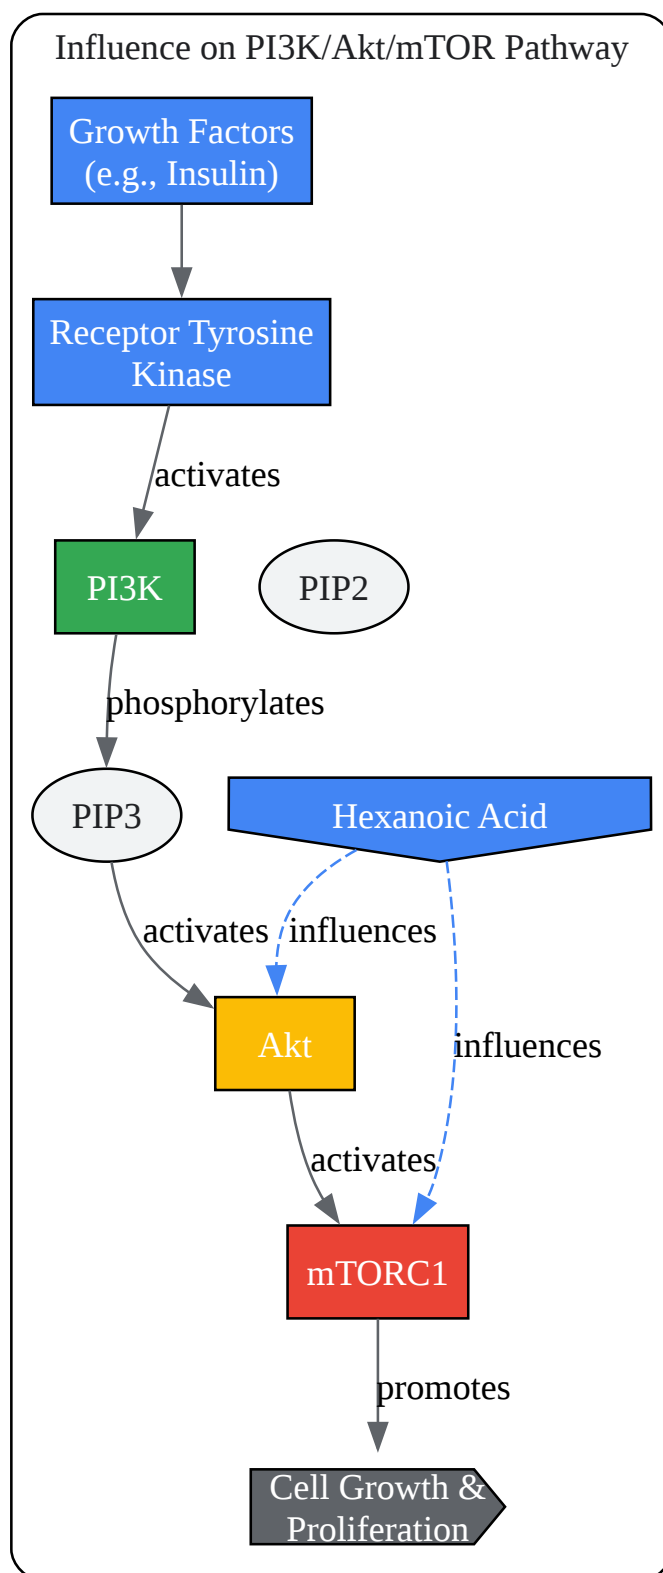 Influence on PI3K/Akt/mTOR Pathway
Growth Factors
(e.g., Insulin)
Receptor Tyrosine
Kinase
activates
PI3K
PIP2
phosphorylates
PIP3
Hexanoic Acid
activates
influences
Akt
influences
activates
mTORC1
promotes
Cell Growth &
Proliferation